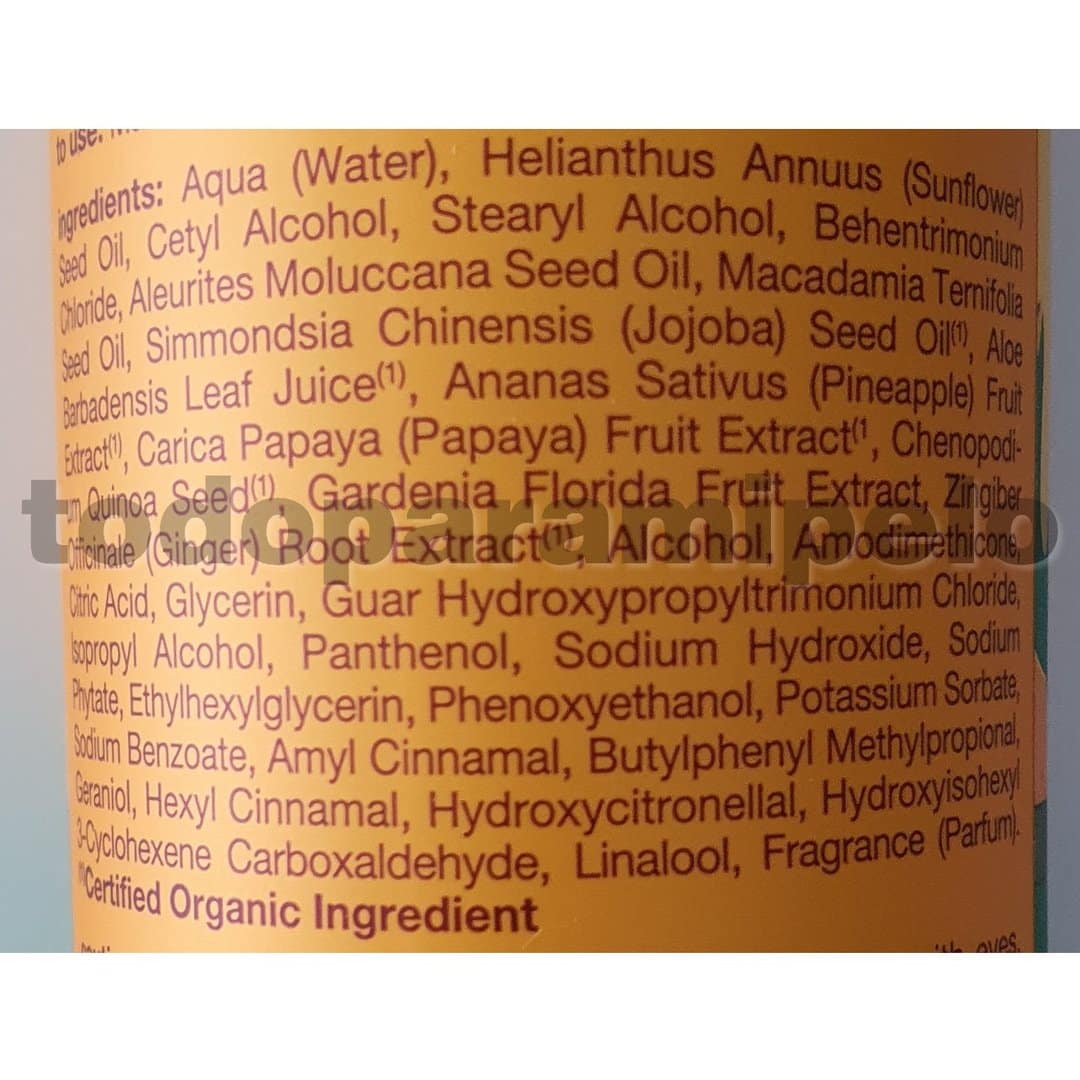 to use:
ingredients: Aqua (Water), Helianthus Annuus (Sunflower)
Seed Oil, Cetyl Alcohol, Stearyl Alcohol, Behentrimonium
Chloride, Aleurites Moluccana Seed Oil, Macadamia Ternifolia
Seed Oil, Simmondsia Chinensis (Jojoba) Seed Oil(1), Aloe
Barbadensis Leaf Juice(1), Ananas Sativus (Pineapple) Fruit
Extract(1), Carica Papaya (Papaya) Fruit Extract(1, Chenopodi-
um Quinoa Seed(1), Gardenia Florida Fruit Extract, Zingiber
todoparamipelo
Officinale (Ginger) Root Extract(1), Alcohol, Amodimethicone,
Citric Acid, Glycerin, Guar Hydroxypropyltrimonium Chloride,
Isopropyl Alcohol, Panthenol, Sodium Hydroxide, Sodium
Phytate, Ethylhexylglycerin, Phenoxyethanol, Potassium Sorbate,
Sodium Benzoate, Amyl Cinnamal, Butylphenyl Methylpropional,
Geraniol, Hexyl Cinnamal, Hydroxycitronellal, Hydroxyisohexyl
3-Cyclohexene Carboxaldehyde, Linalool, Fragrance (Parfum).
(1)Certified Organic Ingredient
with eyes.